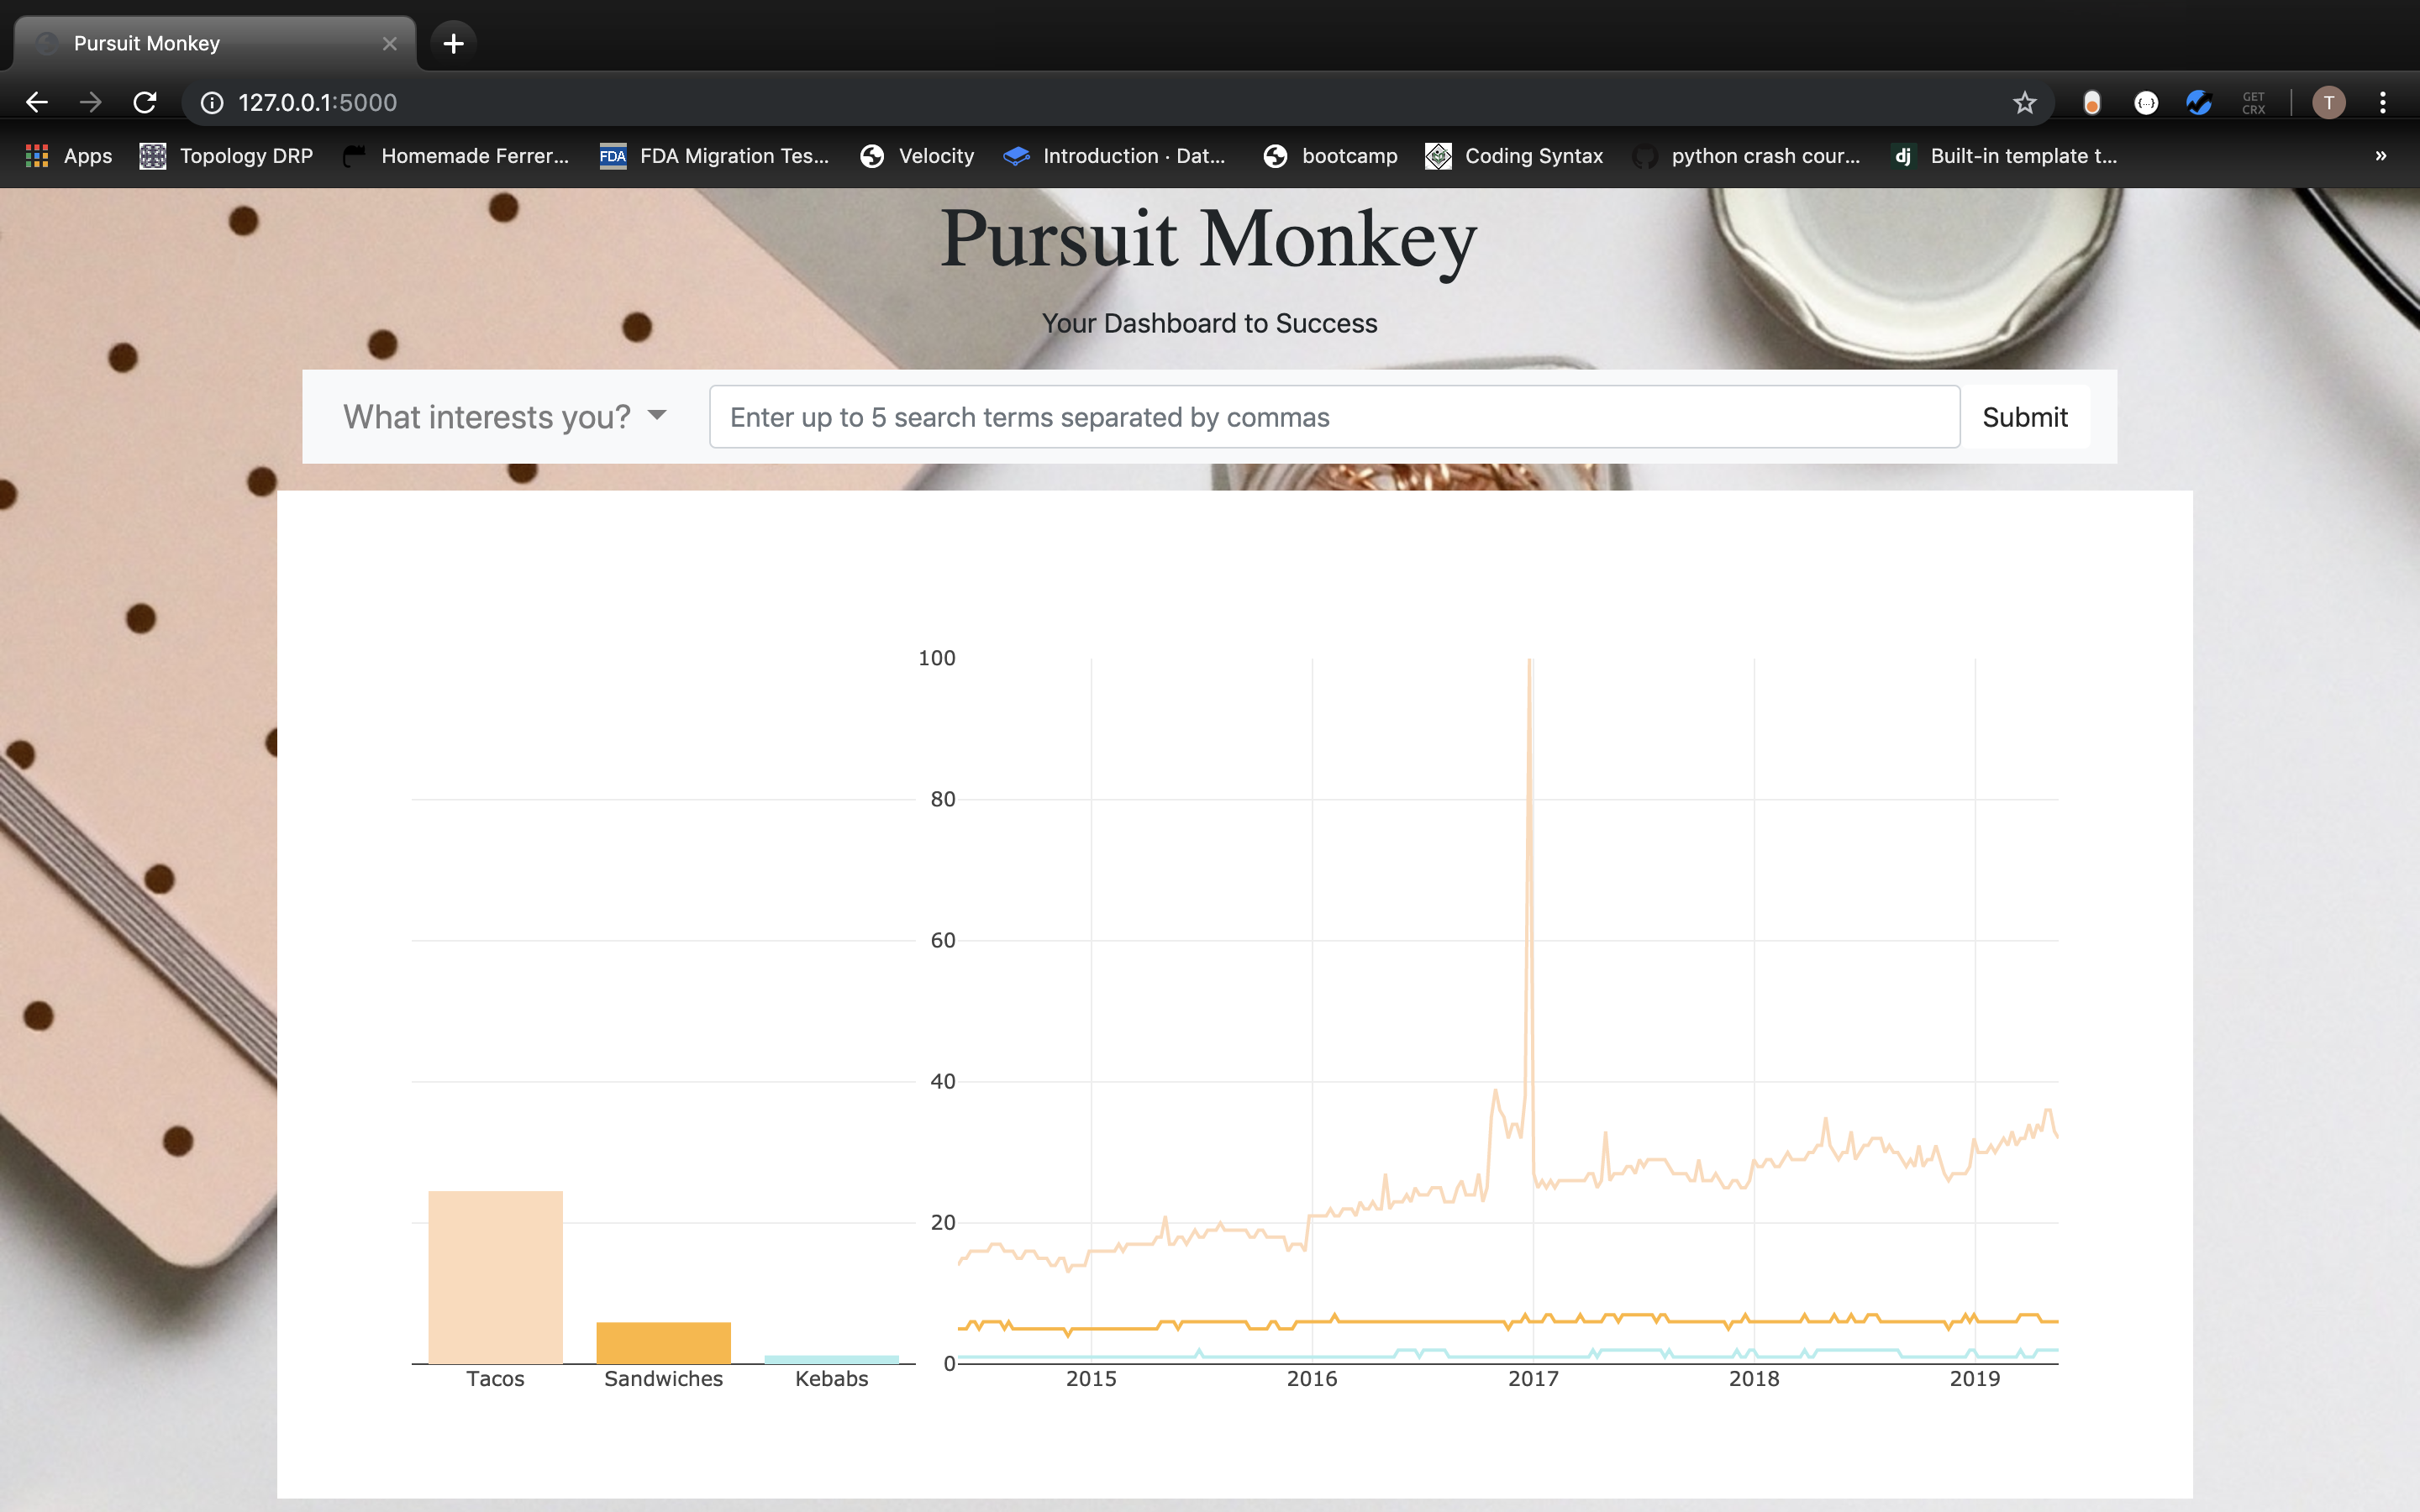 Pursuit Monkey
127.0.0.1:5000
GET
CRX
T
Apps
Topology DRP
Homemade Ferrer...
FDA
FDA Migration Tes...
Velocity
Introduction · Dat...
bootcamp
Coding Syntax
python crash cour...
dj
Built-in template t...
»
Pursuit Monkey
Your Dashboard to Success
What interests you?
Enter up to 5 search terms separated by commas
Submit
100
80
60
40
20
0
Tacos
Sandwiches
Kebabs
2015
2016
2017
2018
2019